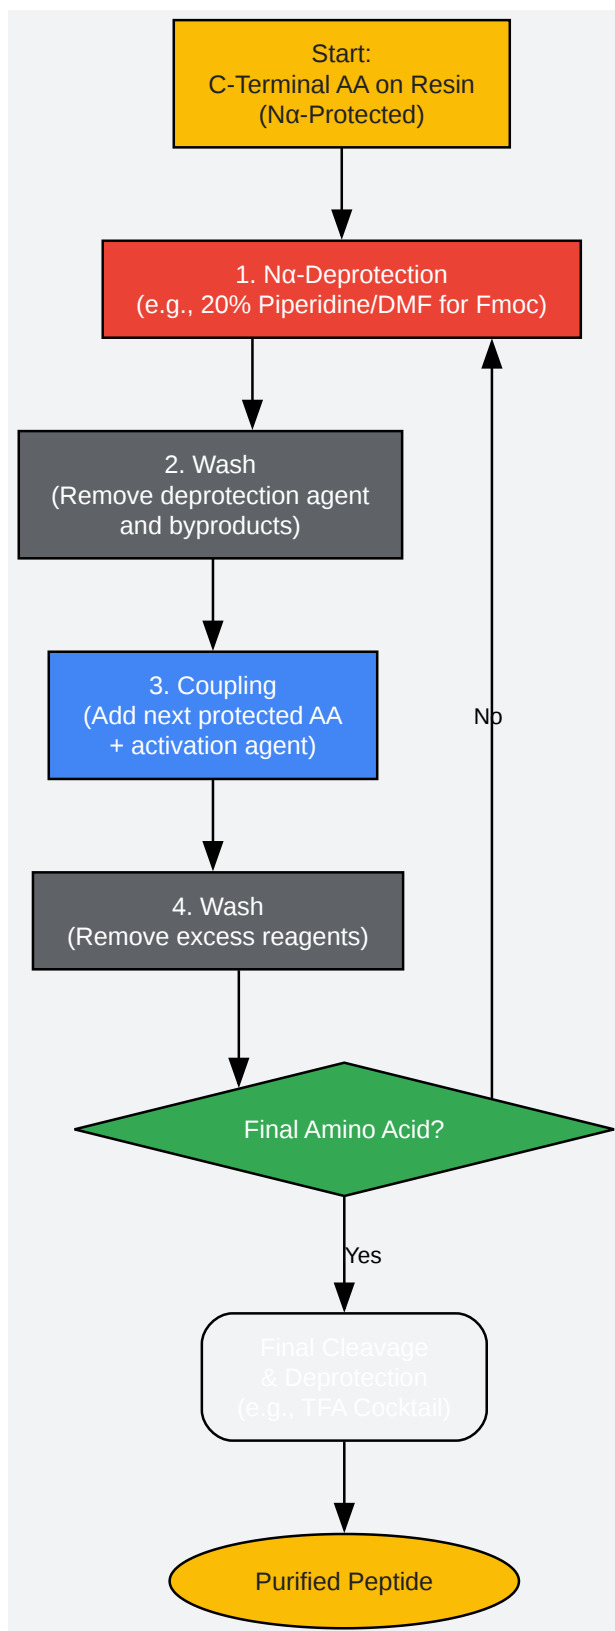 Start:
C-Terminal AA on Resin
(Nα-Protected)
1. Nα-Deprotection
(e.g., 20% Piperidine/DMF for Fmoc)
2. Wash
(Remove deprotection agent
and byproducts)
3. Coupling
(Add next protected AA
+ activation agent)
No
4. Wash
(Remove excess reagents)
Final Amino Acid?
Yes
Final Cleavage
& Deprotection
(e.g., TFA Cocktail)
Purified Peptide